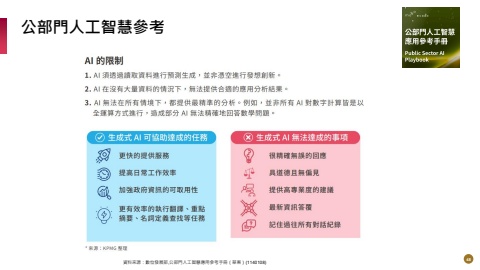 公部門人工智慧參考
公部門人工智慧
應用參考手冊
Public Sector AI
Playbook
AI 的限制
1. AI 須透過讀取資料進行預測生成，並非憑空進行發想創新。
2. AI 在沒有大量資料的情況下，無法提供合適的應用分析結果。
3. AI 無法在所有情境下，都提供最精準的分析。例如，並非所有 AI 對數字計算皆是以
全運算方式進行，造成部分 AI 無法精確地回答數學問題。
生成式 AI 可協助達成的任務
更快的提供服務
提高日常工作效率
加強政府資訊的可取用性
更有效率的執行翻譯、重點
摘要、名詞定義查找等任務
生成式 AI 無法達成的事項
很精確無誤的回應
具道德且無偏見
提供高專業度的建議
最新資訊答覆
記住過往所有對話紀錄
* 來源：KPMG 整理
資料來源：數位發展部,公部門人工智慧應用參考手冊（草案）(1140108)